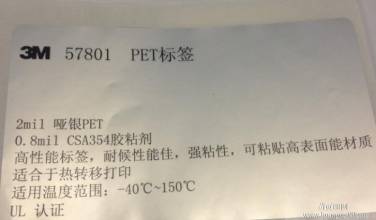 3M 57801 PET标签
2mil 哑银PET
0.8mil CSA354胶粘剂
高性能标签，耐候性能佳，强粘性，可粘贴高表面能材质
适合于热转移打印
适用温度范围：-40℃~150℃
UL 认证